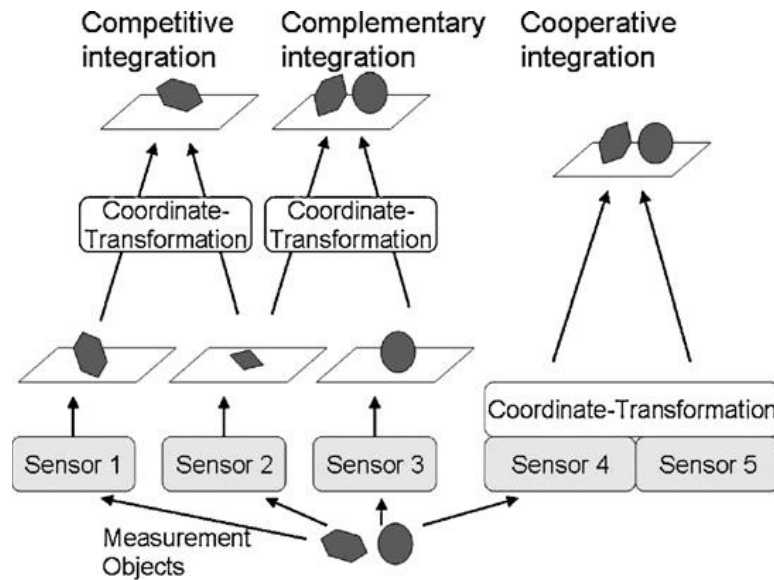 Competitive
integration
Complementary
integration
Cooperative
integration
Coordinate-
Transformation
Coordinate-
Transformation
Coordinate-Transformation
Sensor 1
Sensor 2
Sensor 3
Sensor 4
Sensor 5
Measurement
Objects